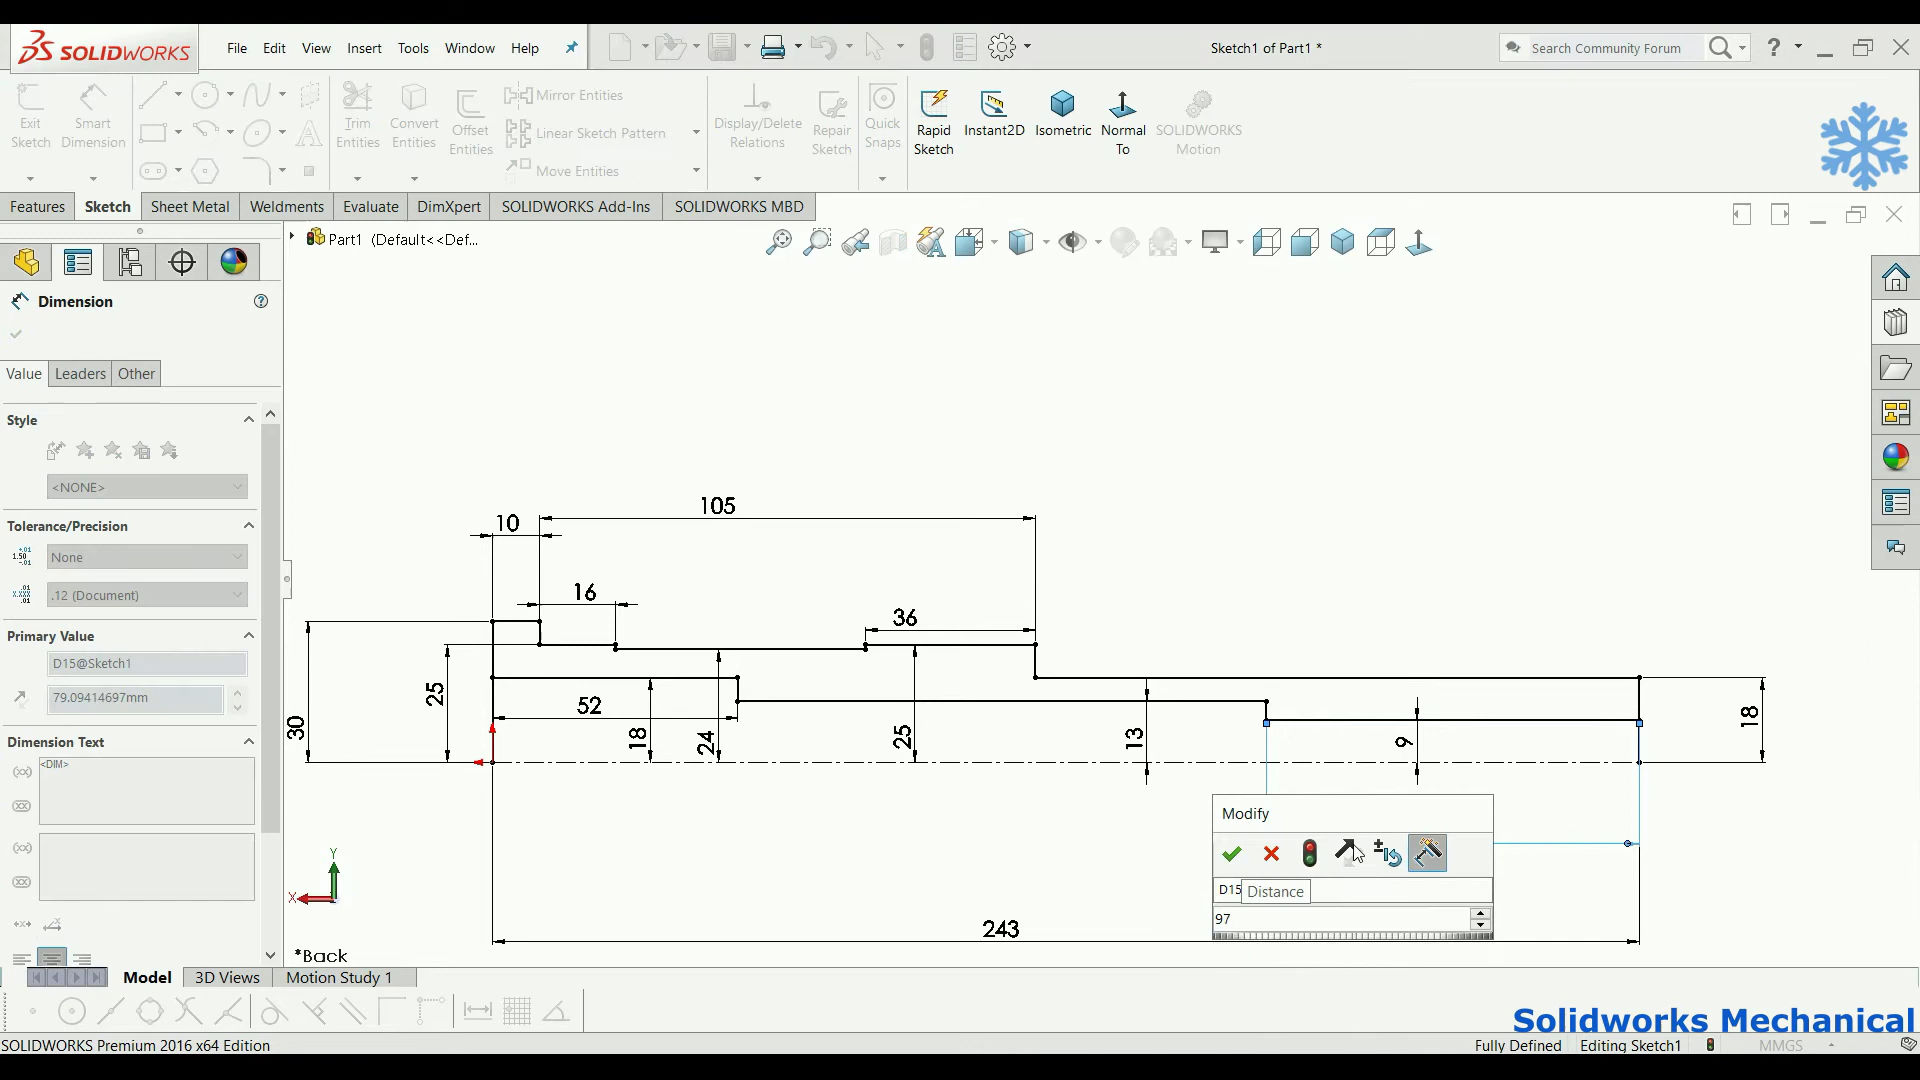 SOLIDWORKS
File Edit View Insert Tools Window Help
Sketch1 of Part1 *
Search Community Forum
Exit Sketch
Smart Dimension
Trim Entities
Convert Entities
Offset Entities
Mirror Entities
Linear Sketch Pattern
Move Entities
Display/Delete Relations
Repair Sketch
Quick Snaps
Rapid Sketch
Instant2D
Isometric
Normal To
SOLIDWORKS Motion
Features Sketch Sheet Metal Weldments Evaluate DimXpert SOLIDWORKS Add-Ins SOLIDWORKS MBD
Part1 (Default<<Def...
Dimension
Value Leaders Other
Style
<NONE>
Tolerance/Precision
None
.12 (Document)
Primary Value
D15@Sketch1
79.09414697mm
Dimension Text
<DIM>
105
10
16
36
30
25
52
18
24
25
13
9
18
243
Modify
D15
Distance
97
Y
X
*Back
Model 3D Views Motion Study 1
Solidworks Mechanical
SOLIDWORKS Premium 2016 x64 Edition
Fully Defined Editing Sketch1 MMGS